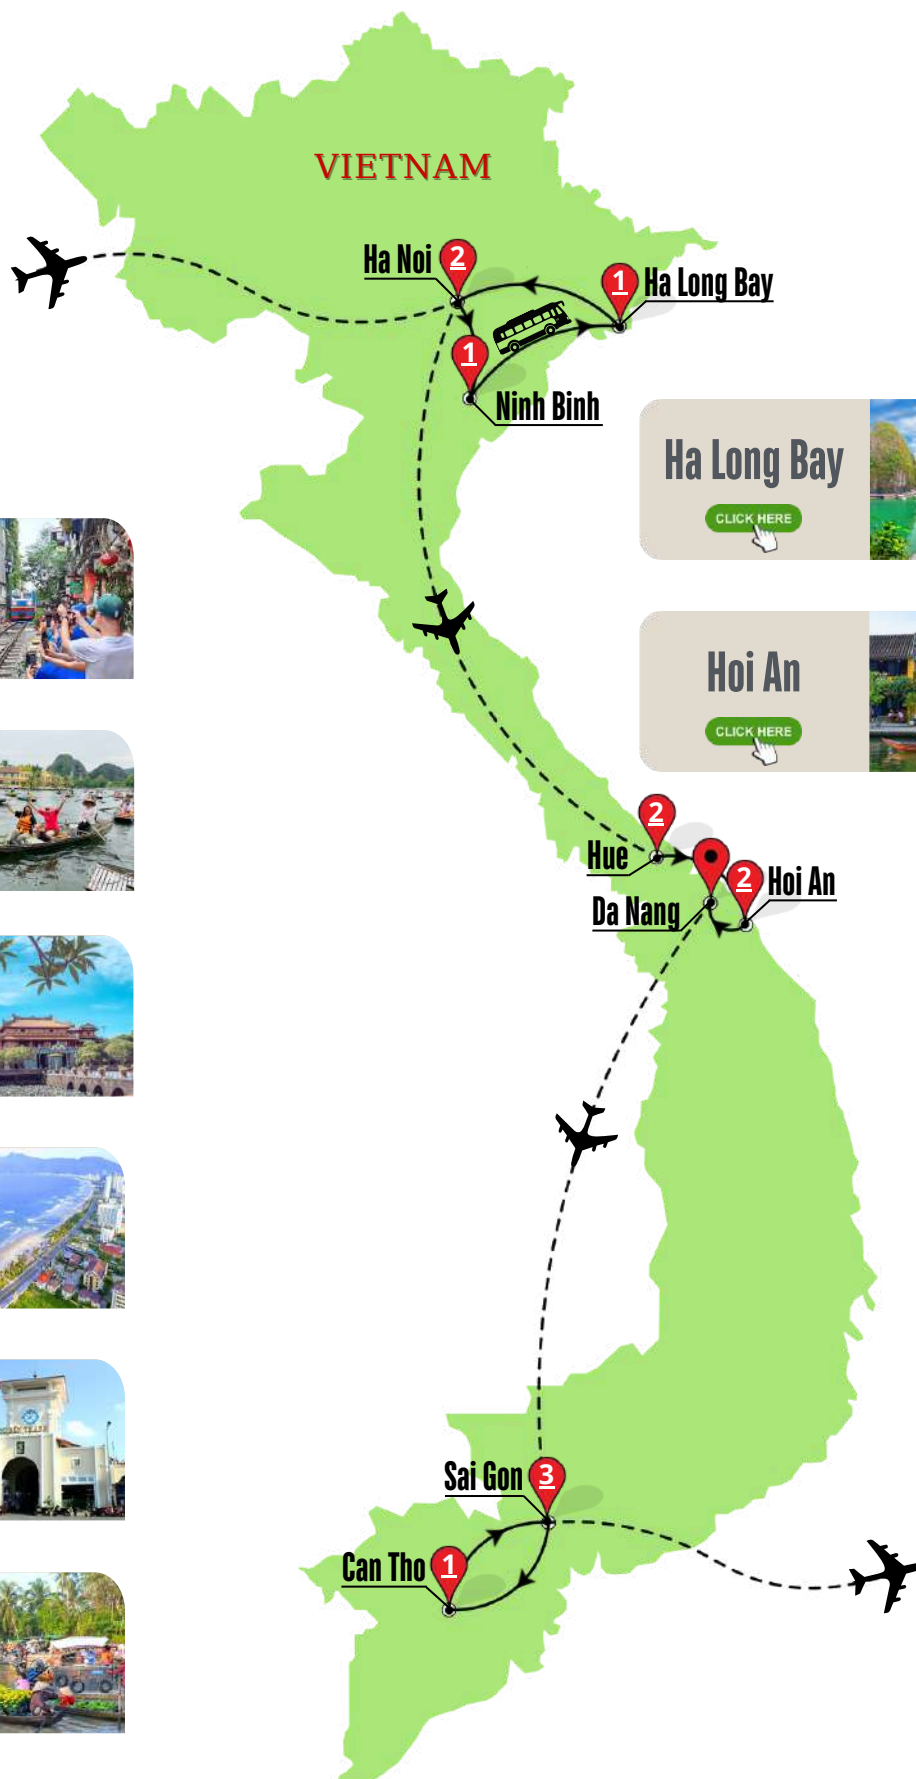 VIETNAM
Ha Noi
2
1
Ha Long Bay
1
Ninh Binh
Ha Long Bay
CLICK HERE
Hoi An
CLICK HERE
2
Hue
2
Hoi An
Da Nang
Sai Gon
3
Can Tho
1